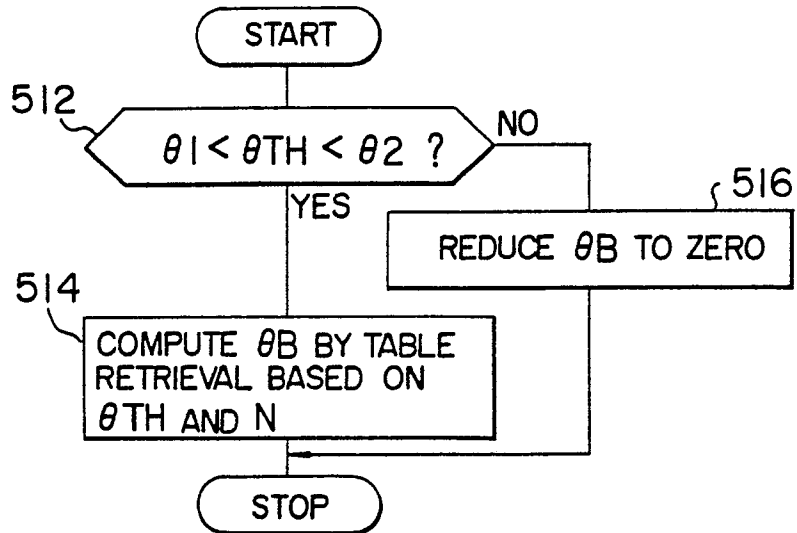 START
512
θ1 < θTH < θ2 ?
NO
YES
516
REDUCE θB TO ZERO
514
COMPUTE θB BY TABLE
RETRIEVAL BASED ON
θTH AND N
STOP